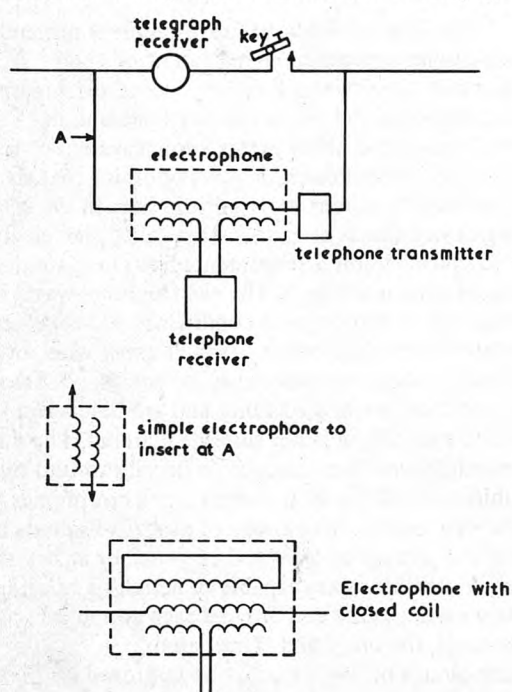 telegraph
receiver
key
A
electrophone
telephone transmitter
telephone
receiver
simple electrophone to
insert at A
Electrophone with
closed coil